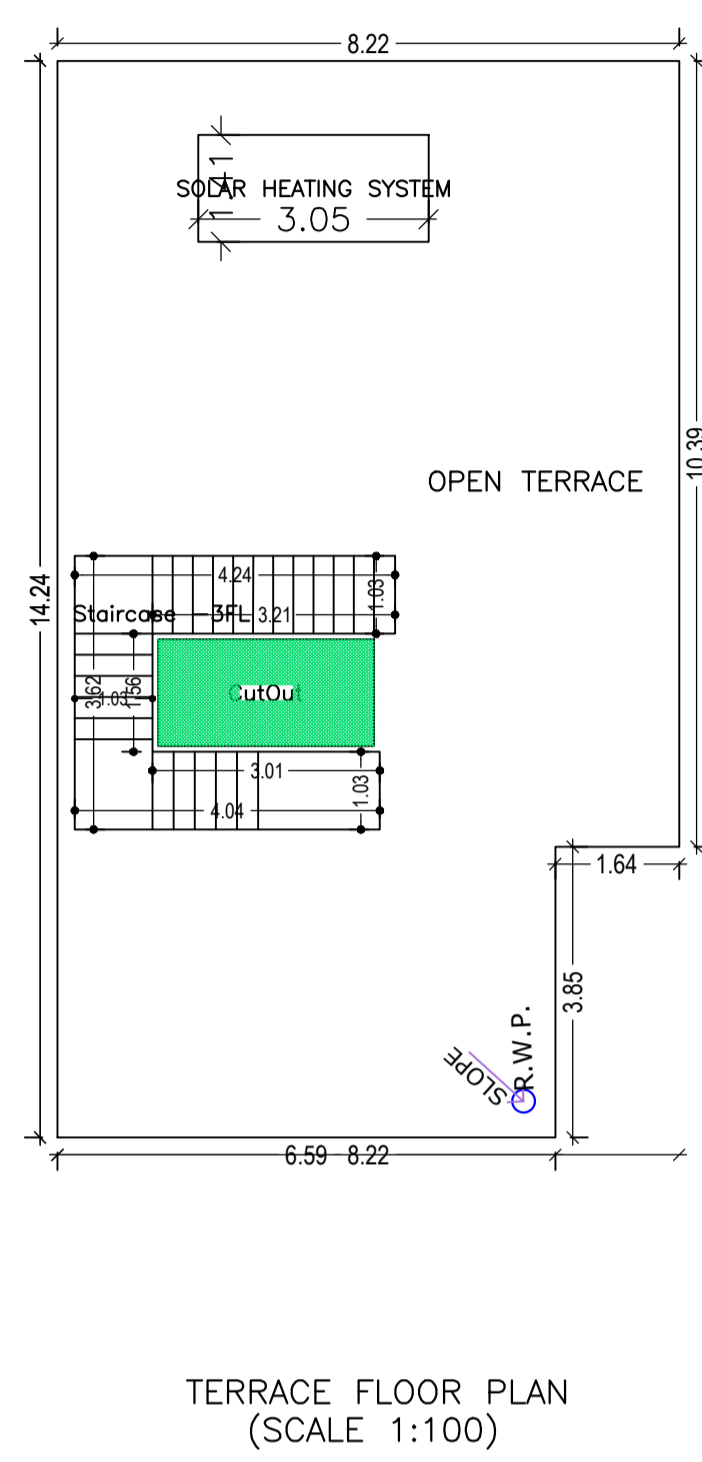 8.22
1.41
SOLAR HEATING SYSTEM
3.05
10.39
OPEN TERRACE
14.24
4.24
1.03
Staircase -3FL
3.21
3.62
1.03
1.56
CutOut
3.01
1.03
4.04
1.64
3.85
R.W.P.
SLOPE
6.59
8.22
TERRACE FLOOR PLAN
(SCALE 1:100)